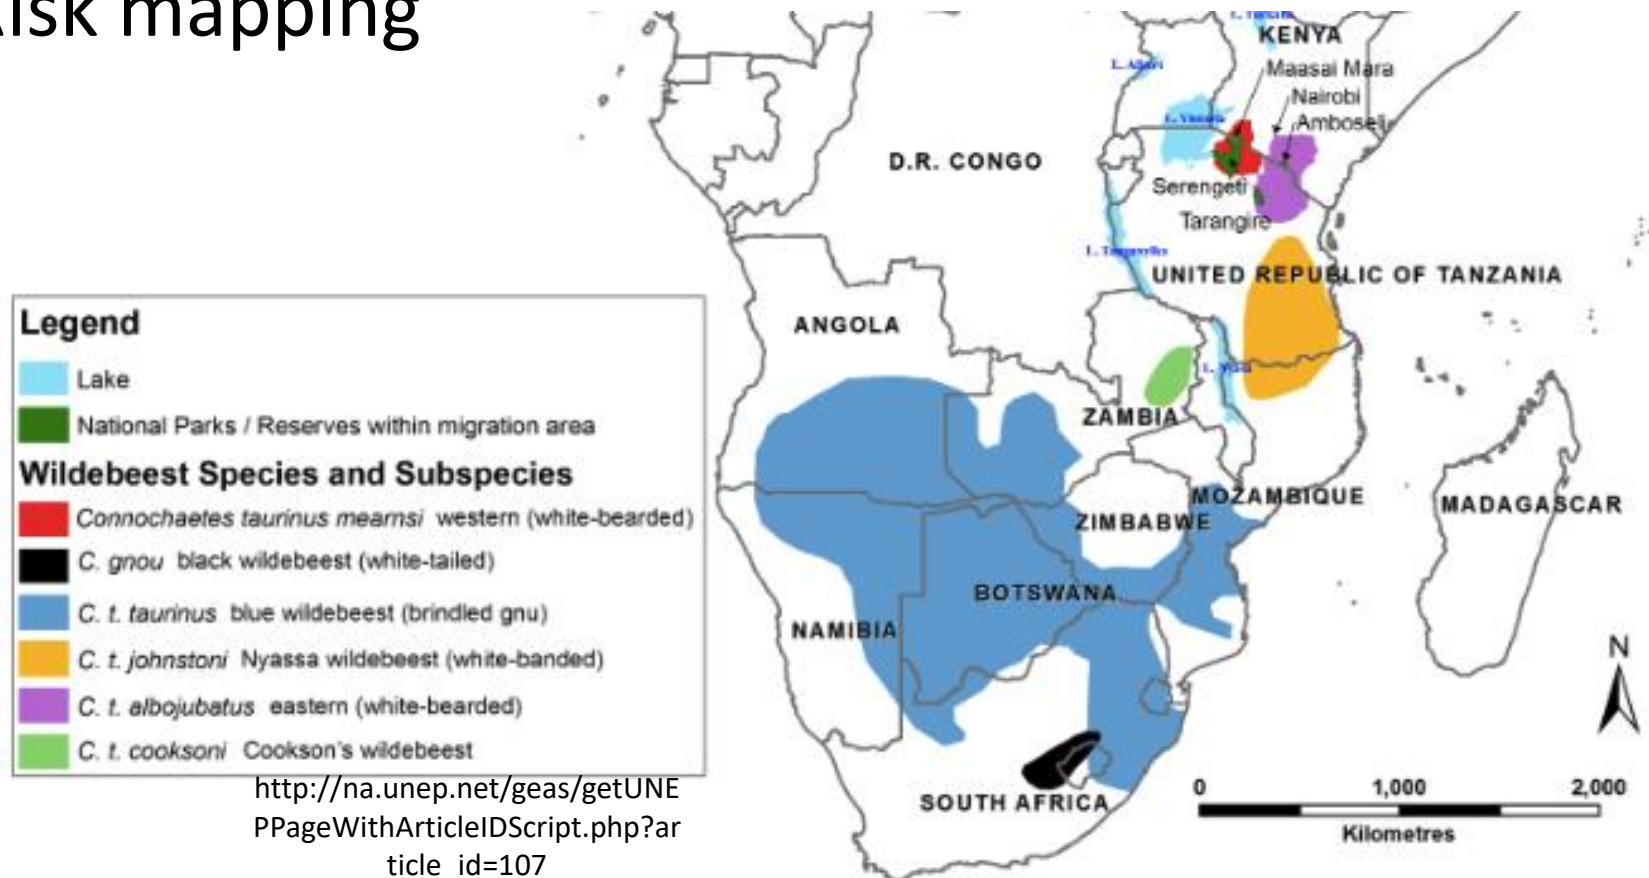 Risk mapping
L. Turkana
KENYA
L. Albert
Maasai Mara
Nairobi
L. Victoria
Amboseli
D.R. CONGO
Serengeti
Tarangire
UNITED REPUBLIC OF TANZANIA
ANGOLA
ZAMBIA
MOZAMBIQUE
MADAGASCAR
ZIMBABWE
BOTSWANA
NAMIBIA
SOUTH AFRICA
N
0 1,000 2,000
Kilometres
Legend
Lake
National Parks / Reserves within migration area
Wildebeest Species and Subspecies
Connochaetes taurinus mearnsi western (white-bearded)
C. gnou black wildebeest (white-tailed)
C. t. taurinus blue wildebeest (brindled gnu)
C. t. johnstoni Nyassa wildebeest (white-banded)
C. t. albojubatus eastern (white-bearded)
C. t. cooksoni Cookson's wildebeest
http://na.unep.net/geas/getUNE
PPageWithArticleIDScript.php?ar
ticle_id=107